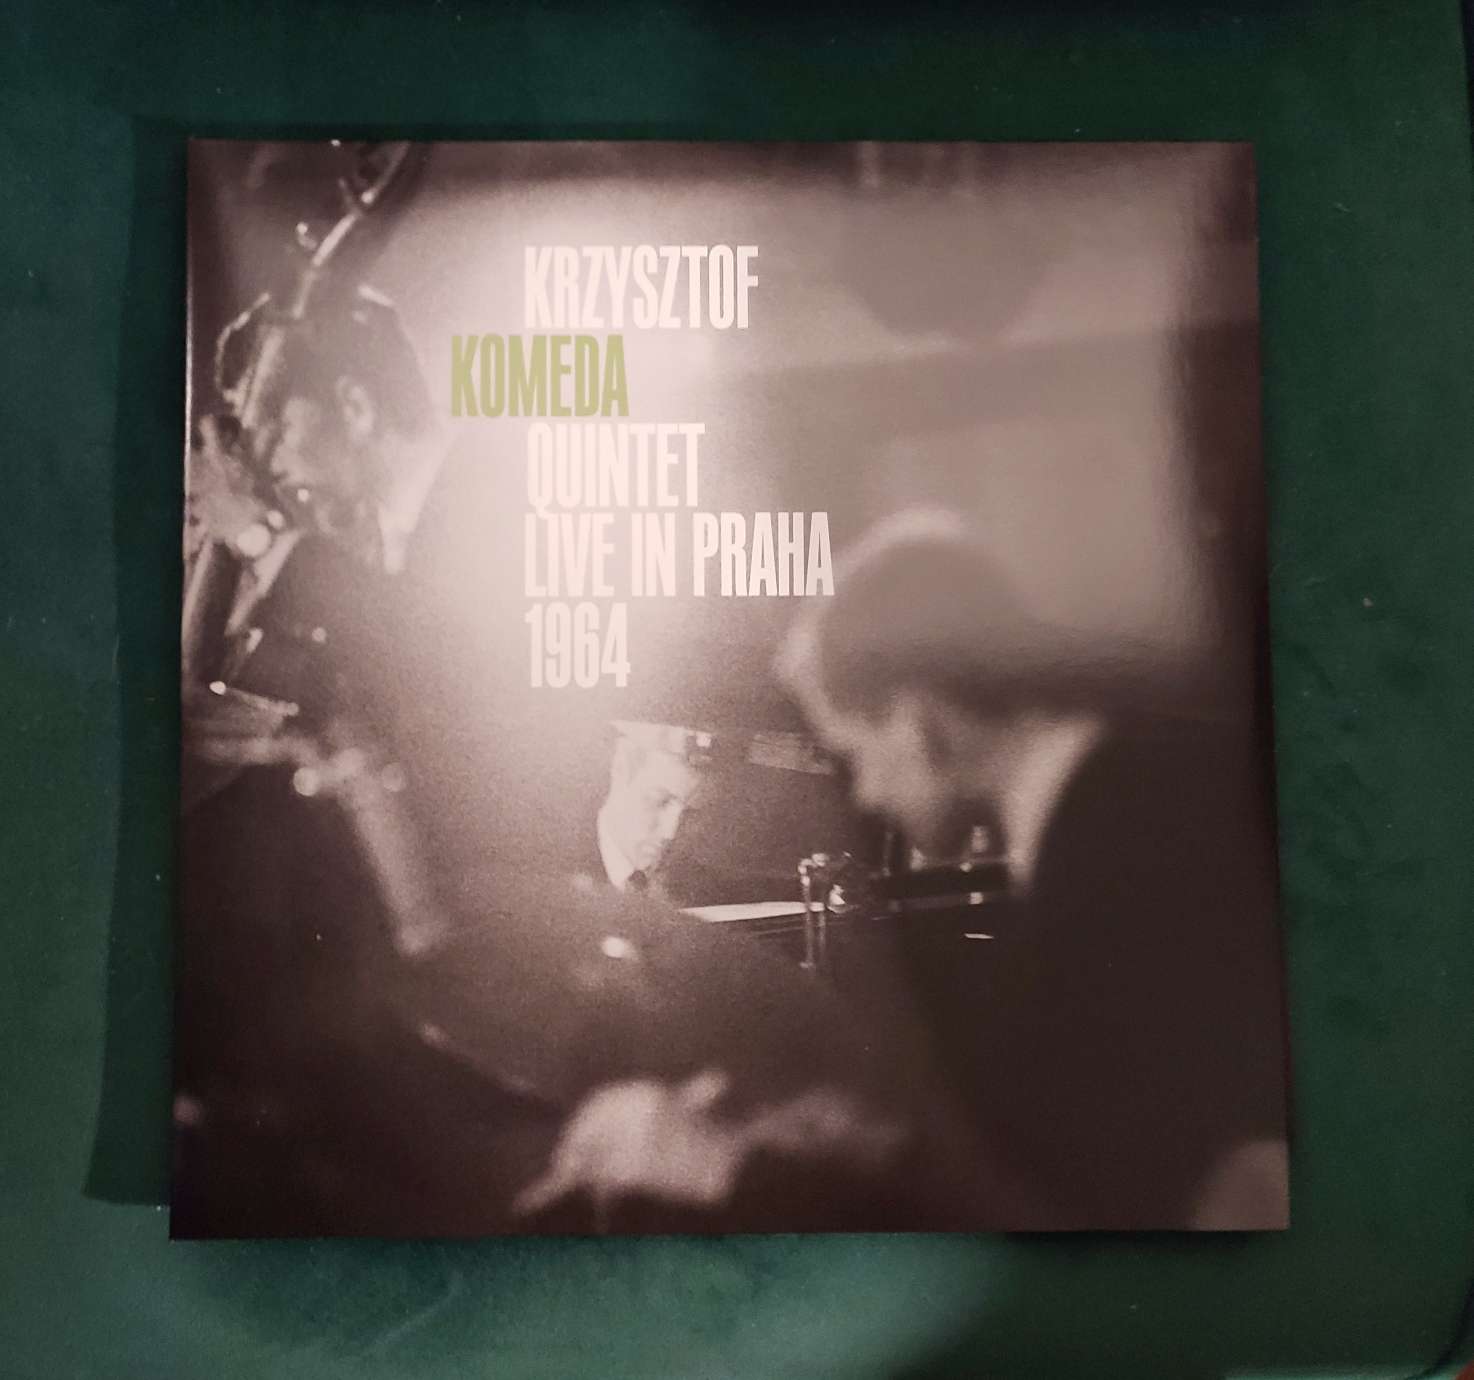 KRZYSZTOF
KOMEDA
QUINTET
LIVE IN PRAHA
1964